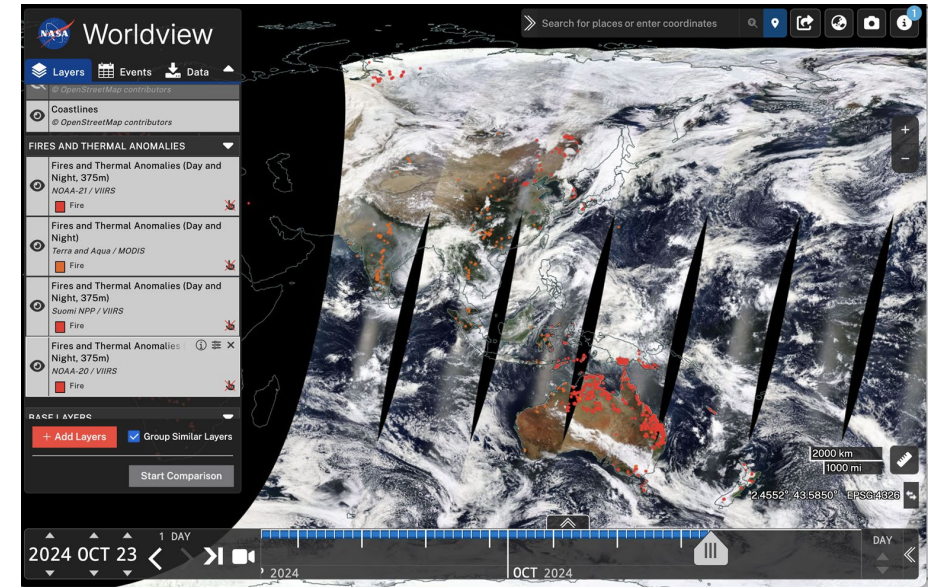 NASA Worldview
Search for places or enter coordinates
1
Layers Events Data
© OpenStreetMap contributors
Coastlines
© OpenStreetMap contributors
FIRES AND THERMAL ANOMALIES
Fires and Thermal Anomalies (Day and
Night, 375m)
NOAA-21 / VIIRS
Fire
Fires and Thermal Anomalies (Day and
Night)
Terra and Aqua / MODIS
Fire
Fires and Thermal Anomalies (Day and
Night, 375m)
Suomi NPP / VIIRS
Fire
Fires and Thermal Anomalies
Night, 375m)
NOAA-20 / VIIRS
Fire
BASE LAYERS
+ Add Layers Group Similar Layers
Start Comparison
2000 km
1000 mi
2.4552° 43.5850° EPSG:4326
1 DAY
2024 OCT 23
2024
OCT 2024
DAY